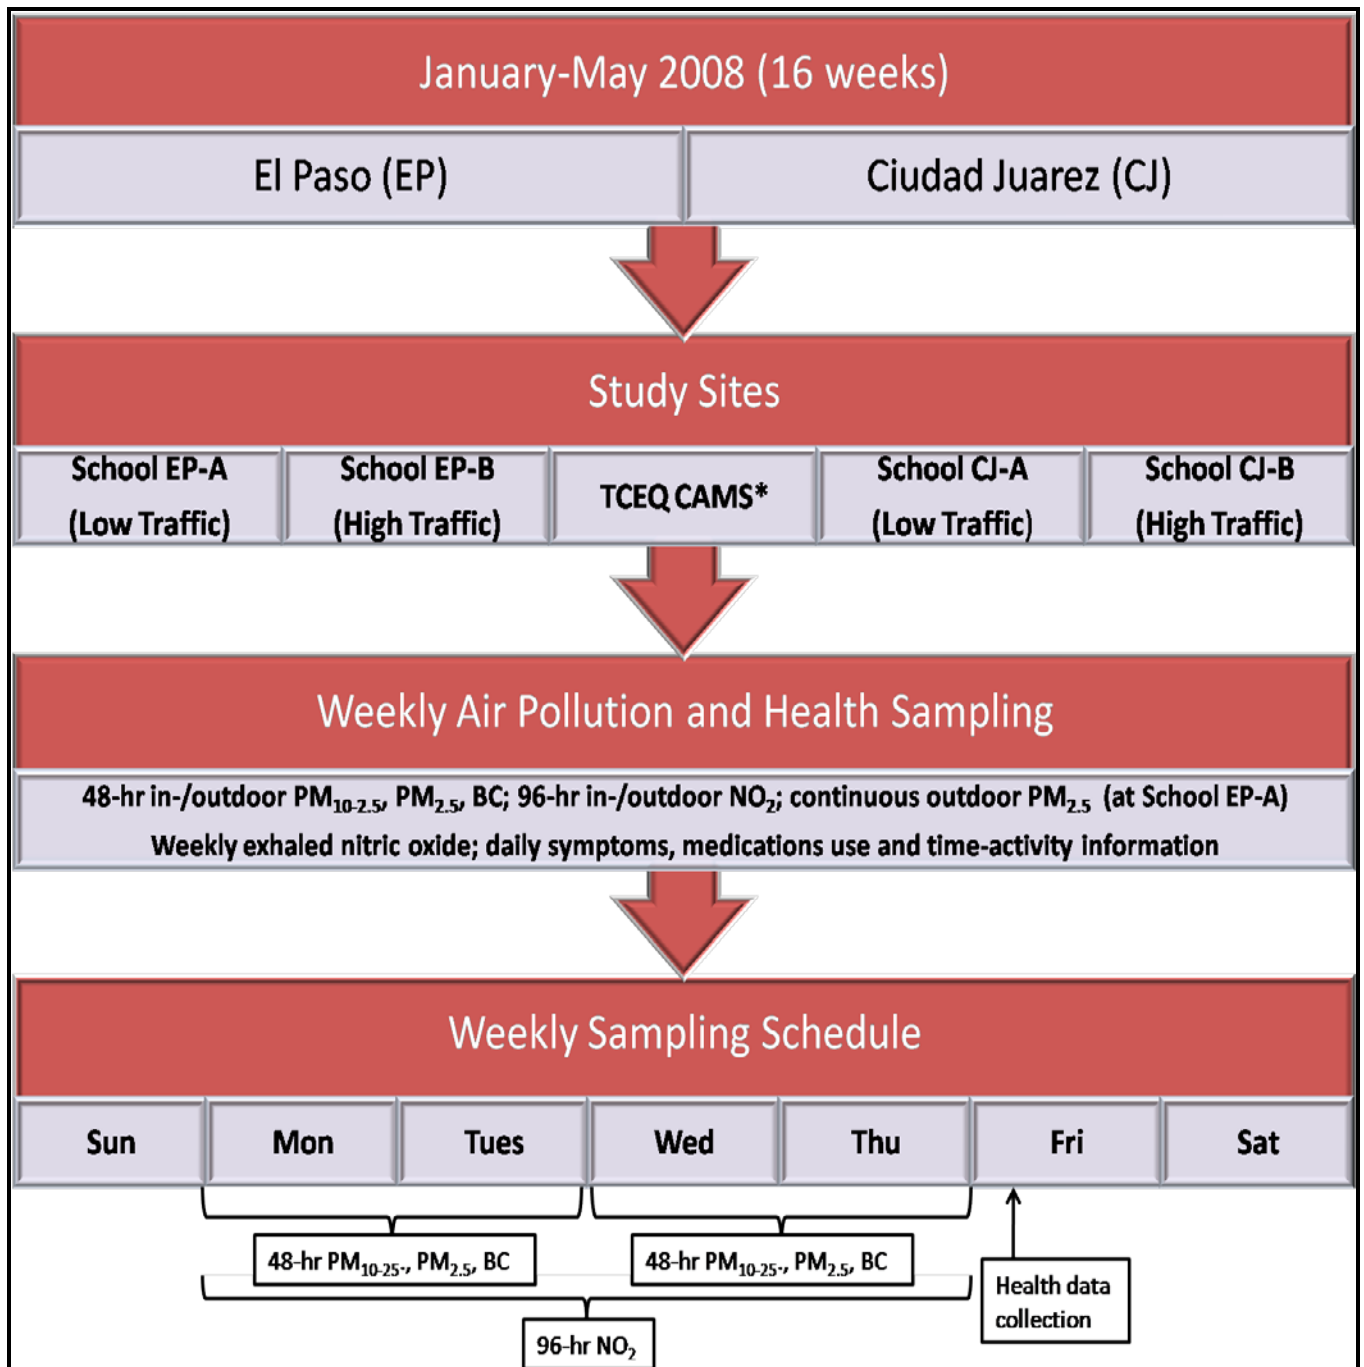 January-May 2008 (16 weeks)
El Paso (EP)
Ciudad Juarez (CJ)
Study Sites
School EP-A
(Low Traffic)
School EP-B
(High Traffic)
TCEQ CAMS*
School CJ-A
(Low Traffic)
School CJ-B
(High Traffic)
Weekly Air Pollution and Health Sampling
48-hr in-/outdoor PM10-2.5, PM2.5, BC; 96-hr in-/outdoor NO2; continuous outdoor PM2.5 (at School EP-A)
Weekly exhaled nitric oxide; daily symptoms, medications use and time-activity information
Weekly Sampling Schedule
Sun Mon Tues Wed Thu Fri Sat
48-hr PM10-25-, PM2.5, BC
48-hr PM10-25-, PM2.5, BC
96-hr NO2
Health data
collection